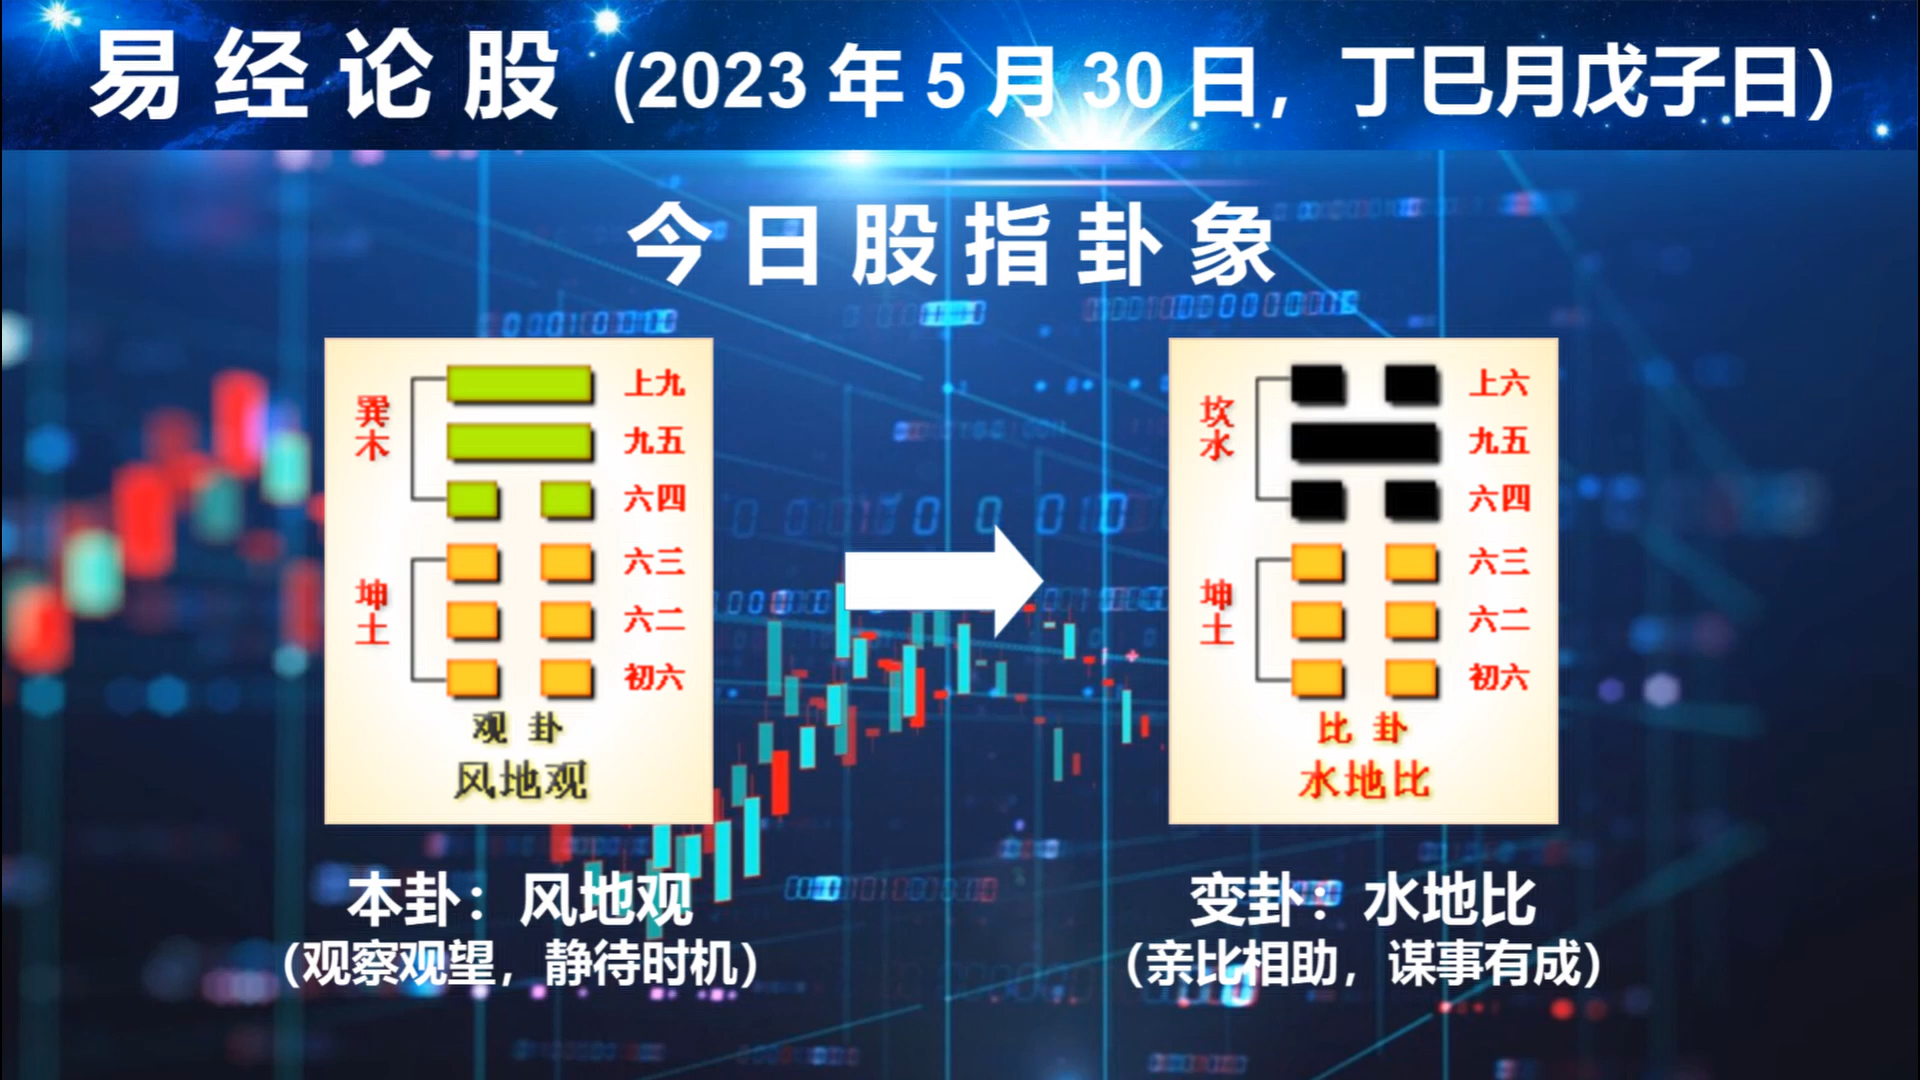 易经论股 (2023年5月30日，丁巳月戊子日)
今日股指卦象
巽木
上九
九五
六四
坤土
六三
六二
初六
观卦
风地观
坎水
上六
九五
六四
坤土
六三
六二
初六
比卦
水地比
本卦：风地观
(观察观望，静待时机)
变卦：水地比
(亲比相助，谋事有成)